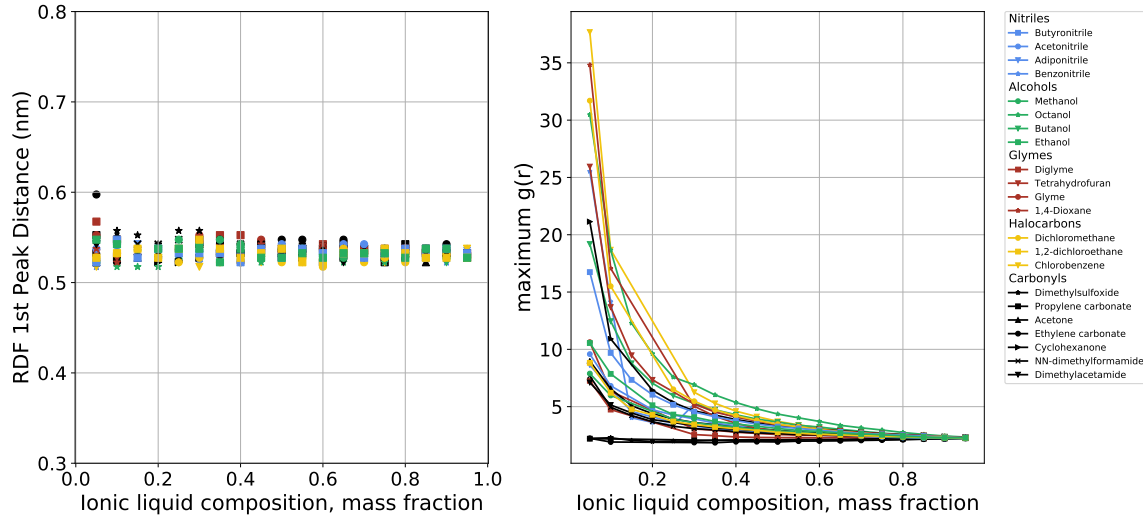 0.8
0.7
0.6
0.5
0.4
0.3
RDF 1st Peak Distance (nm)
0.0
0.2
0.4
0.6
0.8
1.0
Ionic liquid composition, mass fraction
35
30
25
20
15
10
5
maximum g(r)
0.2
0.4
0.6
0.8
Ionic liquid composition, mass fraction
Nitriles
Butyronitrile
Acetonitrile
Adiponitrile
Benzonitrile
Alcohols
Methanol
Octanol
Butanol
Ethanol
Glymes
Diglyme
Tetrahydrofuran
Glyme
1,4-Dioxane
Halocarbons
Dichloromethane
1,2-dichloroethane
Chlorobenzene
Carbonyls
Dimethylsulfoxide
Propylene carbonate
Acetone
Ethylene carbonate
Cyclohexanone
NN-dimethylformamide
Dimethylacetamide